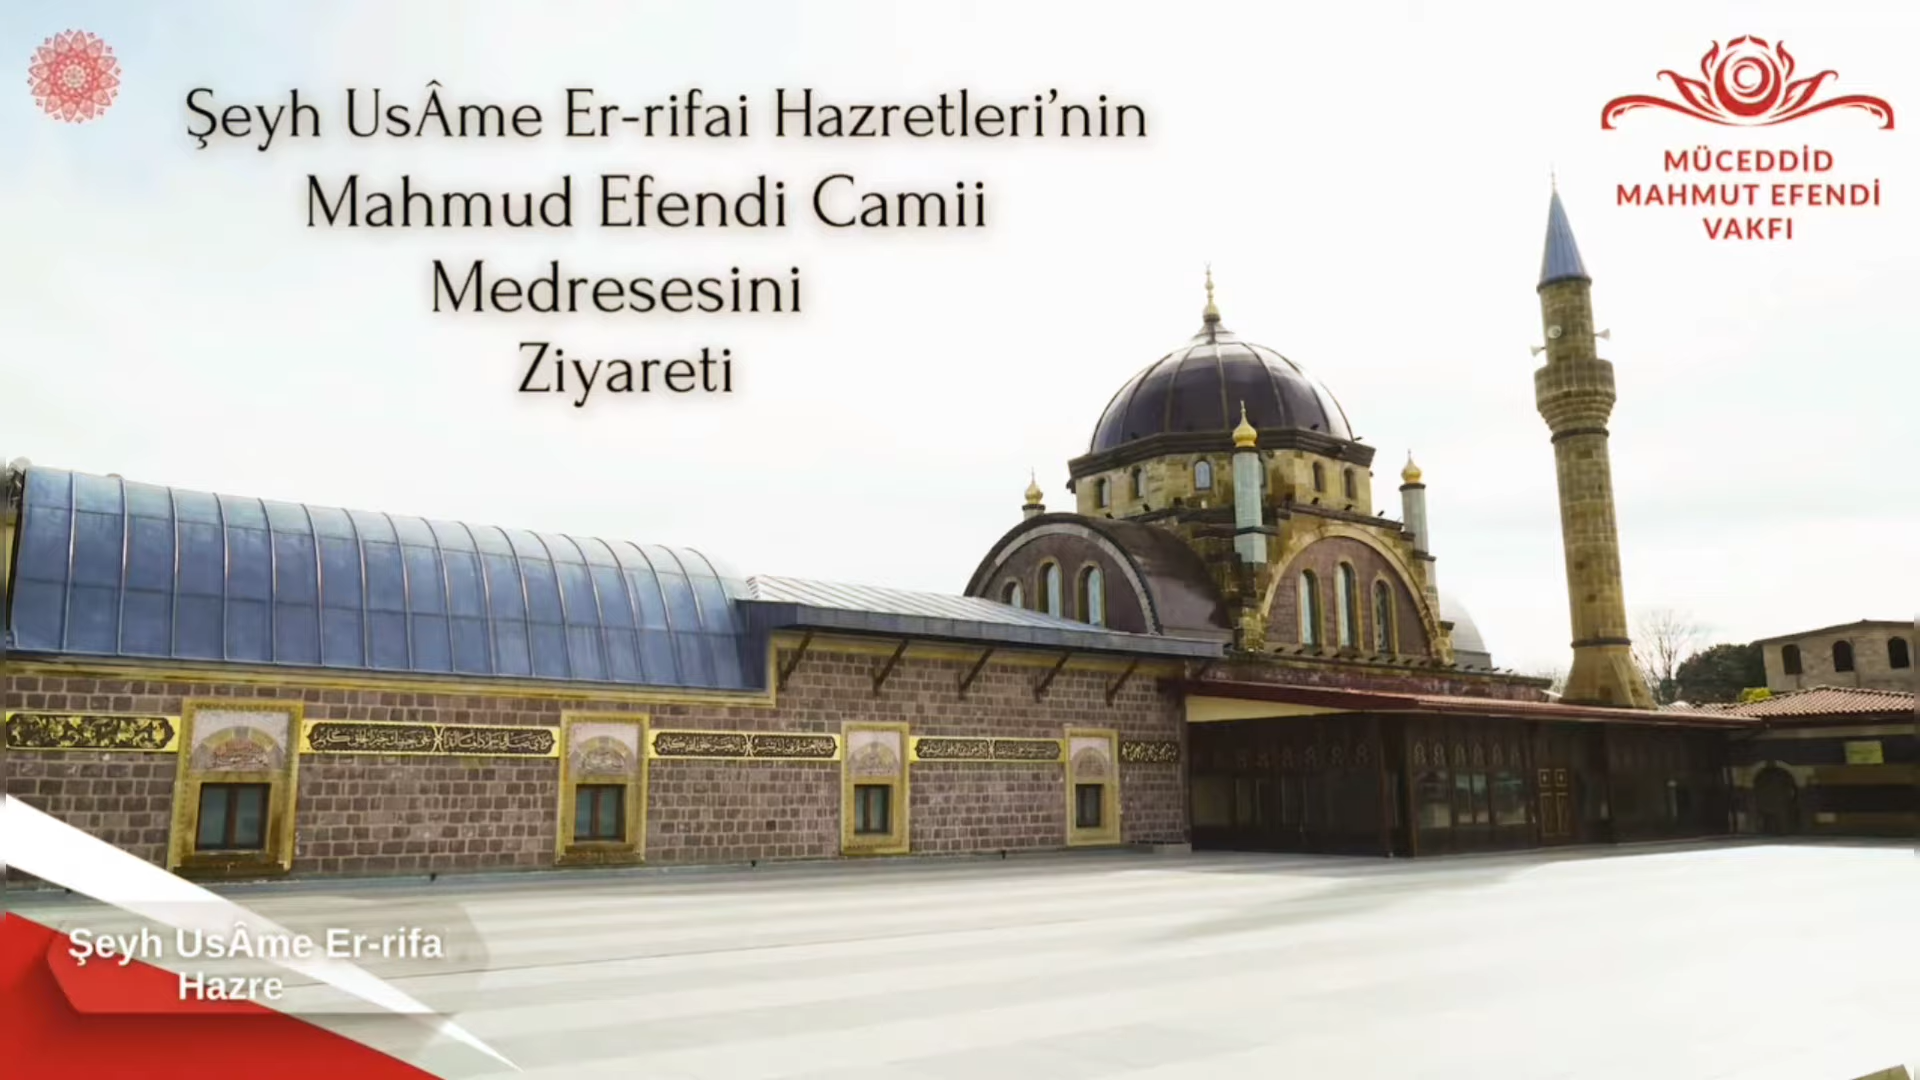 Şeyh UsÂme Er-rifai Hazretleri’nin
Mahmud Efendi Camii
Medresesini
Ziyareti
MÜCEDDİD
MAHMUT EFENDİ
VAKFI
Şeyh UsÂme Er-rifa
Hazre